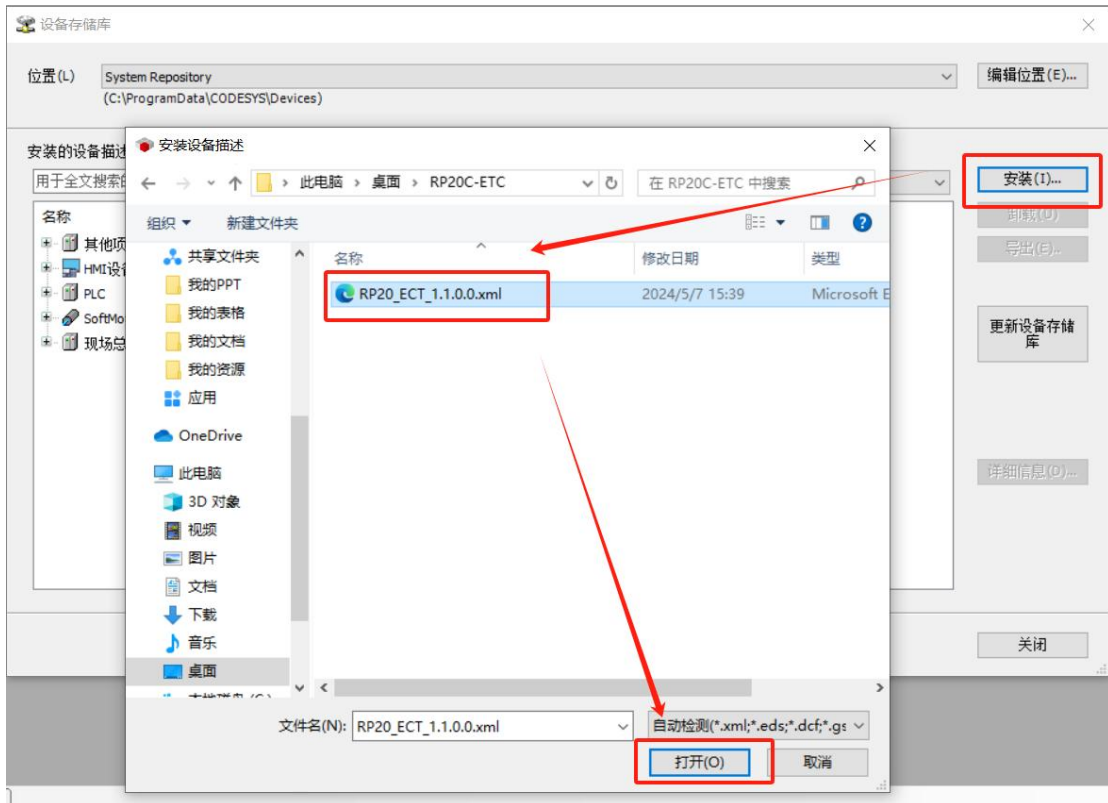 设备存储库
位置(L)
System Repository
编辑位置(E)...
(C:\ProgramData\CODESYS\Devices)
安装的设备描述
安装设备描述
用于全文搜索
此电脑 › 桌面 › RP20C-ETC
在 RP20C-ETC 中搜索
安装(I)...
名称
组织
新建文件夹
卸载(U)
其他项
共享文件夹
名称
修改日期
类型
导出(E)..
HMI设备
我的PPT
RP20_ECT_1.1.0.0.xml
2024/5/7 15:39
Microsoft E
PLC
我的表格
SoftMo
我的文档
更新设备存储
库
现场总
我的资源
应用
OneDrive
此电脑
详细信息(D)...
3D 对象
视频
图片
文档
下载
音乐
关闭
桌面
文件名(N):
RP20_ECT_1.1.0.0.xml
自动检测(*.xml;*.eds;*.dcf;*.gs
打开(O)
取消